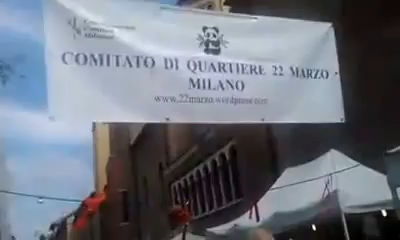 COMITATO DI QUARTIERE 22 MARZO
MILANO
www.22marzo.wordpress.com